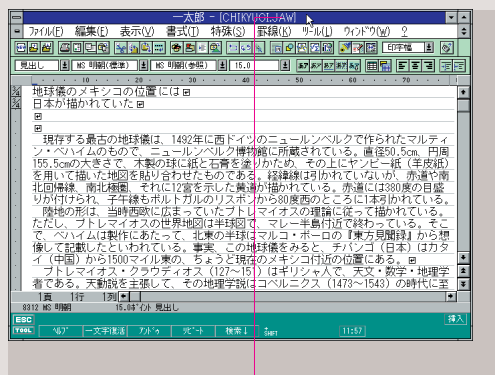 一太郎 - [CHIKYUGI.JAW]
ファイル(F) 編集(E) 表示(V) 書式(T) 特殊(S) 罫線(K) ツール(L) ウィンドウ(W) ?
印字幅
見出し MS 明朝(標準) MS 明朝(参照) 15.0
10 20 30 40 50 60 70
地球儀のメキシコの位置には
日本が描かれていた
現存する最古の地球儀は、1492年に西ドイツのニュールンベルクで作られたマルティ
ン・ベハイムのもので、ニュールンベルク博物館に所蔵されている。直径50.5cm、円周
155.5cmの大きさで、木製の球に紙と石膏を塗りかため、その上にヤンピー紙（羊皮紙）
を用いて描いた地図を貼り合わせたものである。経緯線は引かれていないが、赤道や南
北回帰線、南北極圏、それに12宮を示した黄道が描かれている。赤道には380度の目盛
りが付けられ、子午線もポルトガルのリスボンから80度西のところに1本引かれている。
陸地の形は、当時西欧に広まっていたプトレマイオスの理論に従って描かれている。
ただし、プトレマイオスの世界地図は半球図で、マレー半島付近で終わっている。そこ
で、ベハイムは製作にあたって、北東の半球はマルコ・ポーロの『東方見聞録』から想
像して記載したといわれている。事実、この地球儀をみると、チパンゴ（日本）はカタ
イ（中国）から1500マイル東の、ちょうど現在のメキシコ付近の位置にある。
プトレマイオス・クラウディオス（127～151）はギリシャ人で、天文・数学・地理学
者である。天動説を主張して、その地理学説はコペルニクス（1473～1543）の時代に至
1頁 1行 1列
8312 MS 明朝 15.0ポイント 見出し
挿入
ESC
TOOL ヘルプ 一文字復活 アンドゥ リピート 検索↓ SHIFT 11:57